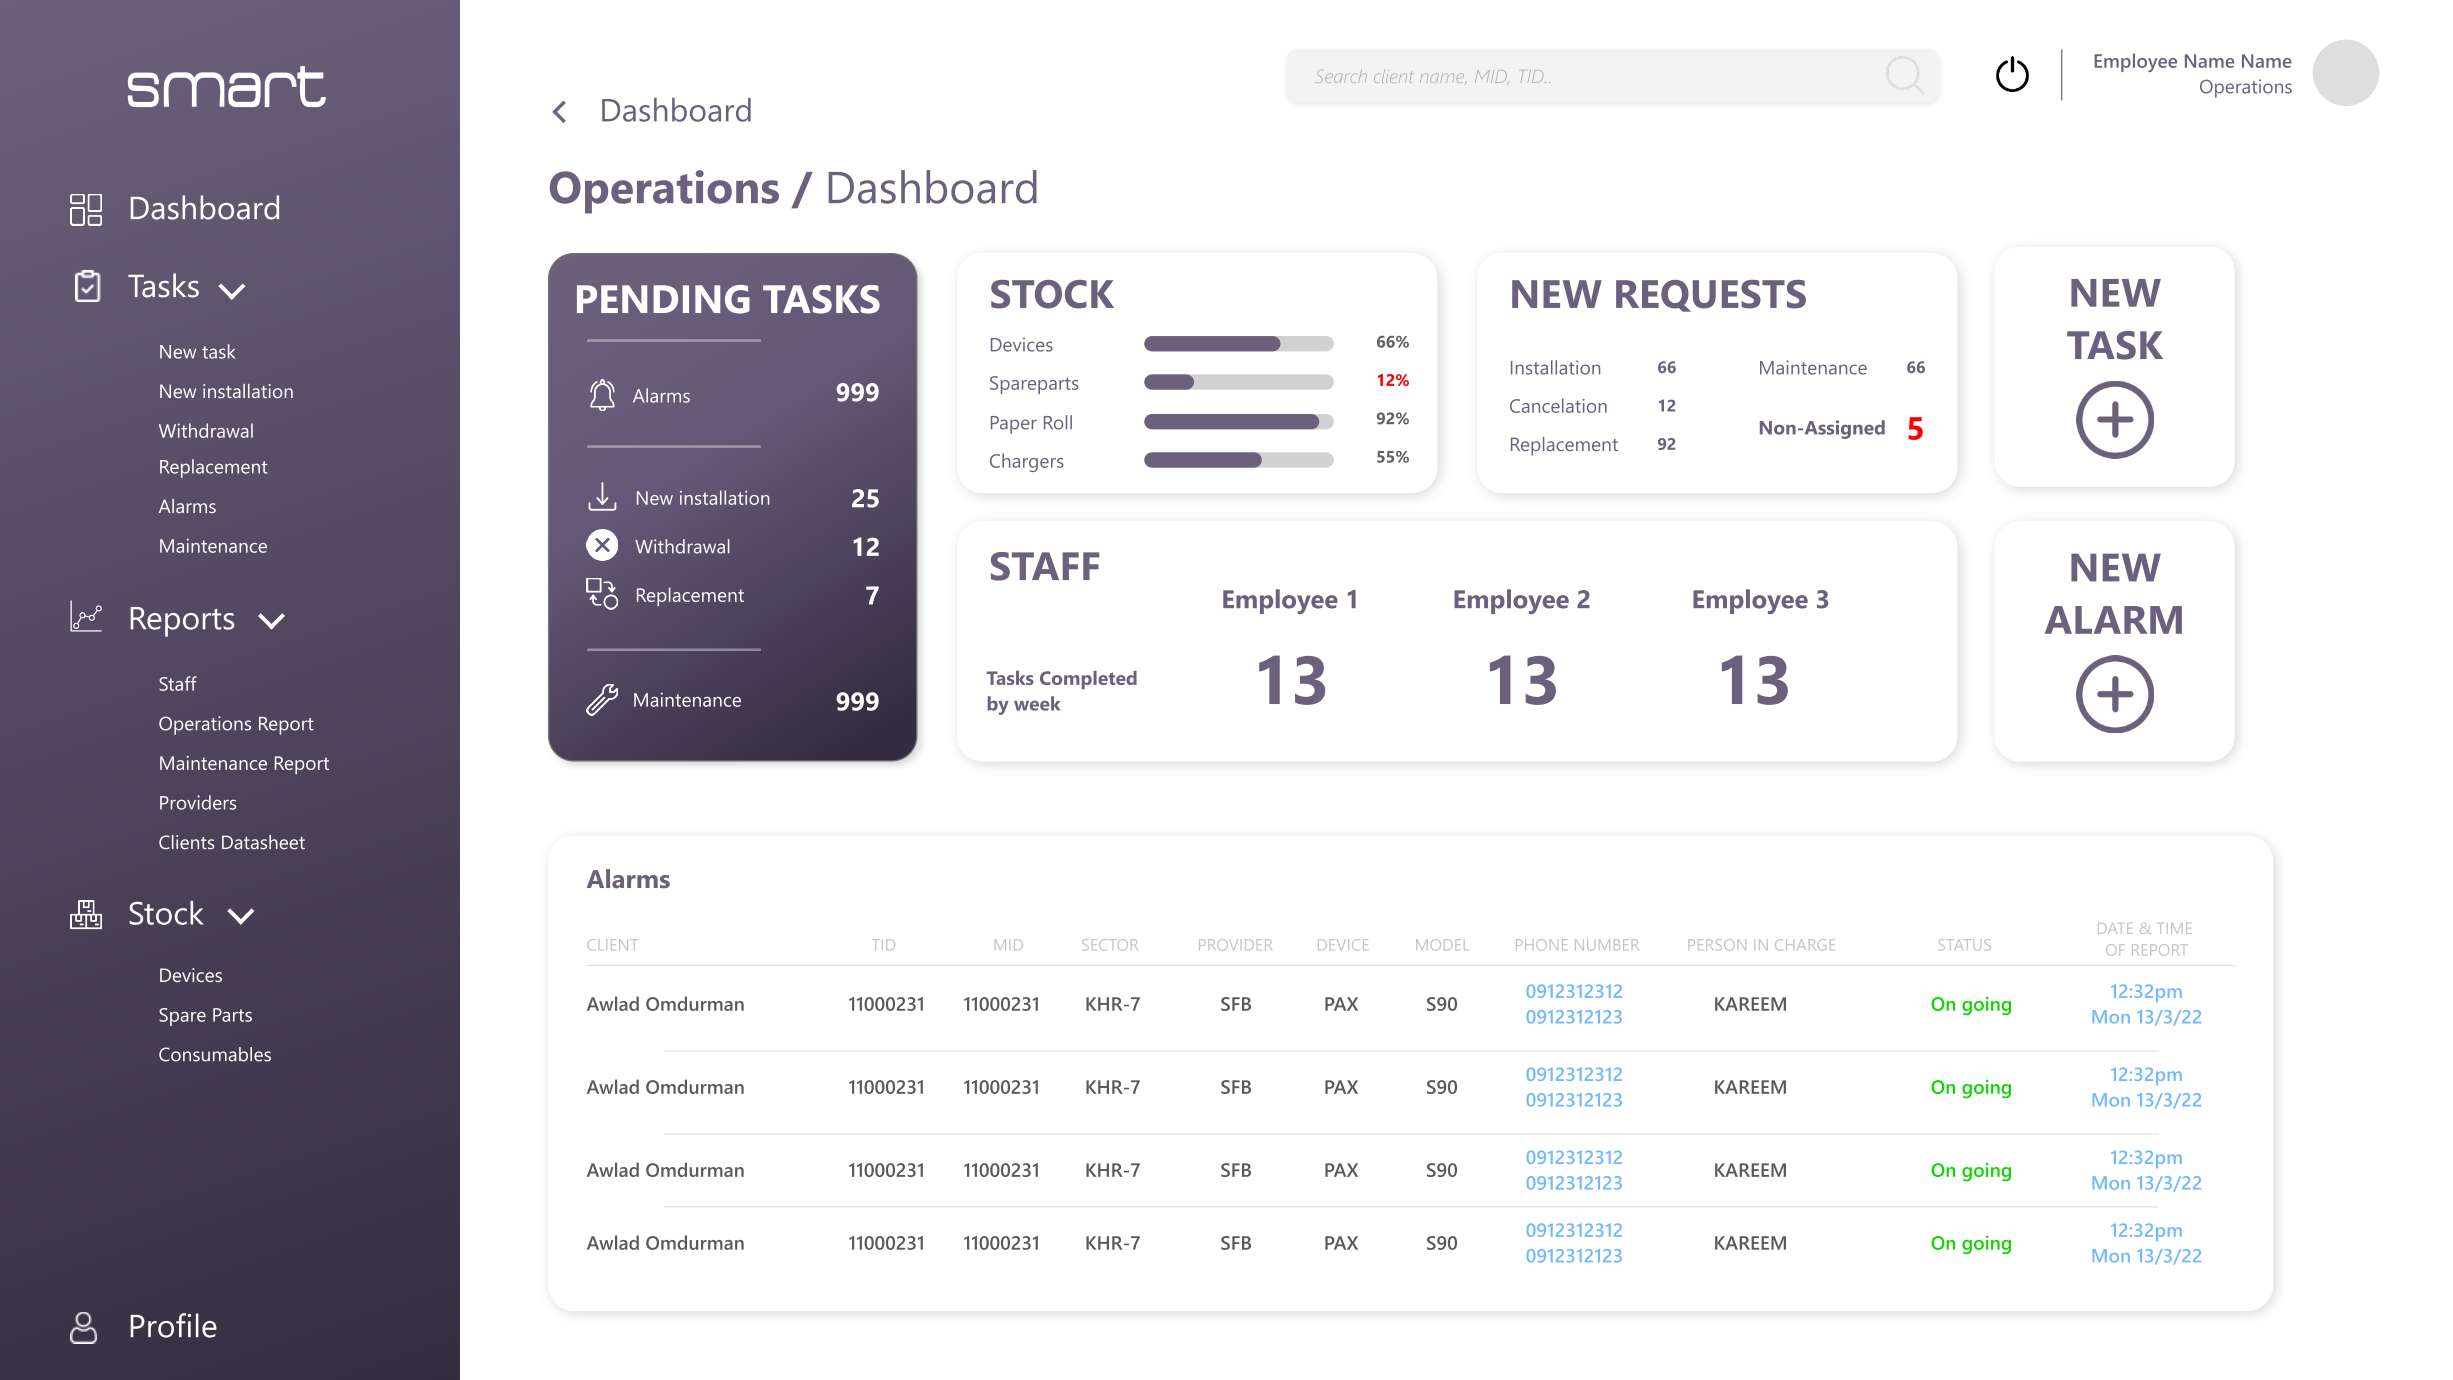 smart
Dashboard
Tasks
New task
New installation
Withdrawal
Replacement
Alarms
Maintenance
Reports
Staff
Operations Report
Maintenance Report
Providers
Clients Datasheet
Stock
Devices
Spare Parts
Consumables
Profile
Search client name, MID, TID..
Employee Name Name
Operations
Dashboard
Operations / Dashboard
PENDING TASKS
Alarms 999
New installation 25
Withdrawal 12
Replacement 7
Maintenance 999
STOCK
Devices 66%
Spareparts 12%
Paper Roll 92%
Chargers 55%
NEW REQUESTS
Installation 66
Cancelation 12
Replacement 92
Maintenance 66
Non-Assigned 5
NEW
TASK
STAFF
Employee 1 Employee 2 Employee 3
Tasks Completed
by week
13 13 13
NEW
ALARM
Alarms
CLIENT TID MID SECTOR PROVIDER DEVICE MODEL PHONE NUMBER PERSON IN CHARGE STATUS DATE & TIME
OF REPORT
Awlad Omdurman 11000231 11000231 KHR-7 SFB PAX S90 0912312312 KAREEM On going 12:32pm
0912312123 Mon 13/3/22
Awlad Omdurman 11000231 11000231 KHR-7 SFB PAX S90 0912312312 KAREEM On going 12:32pm
0912312123 Mon 13/3/22
Awlad Omdurman 11000231 11000231 KHR-7 SFB PAX S90 0912312312 KAREEM On going 12:32pm
0912312123 Mon 13/3/22
Awlad Omdurman 11000231 11000231 KHR-7 SFB PAX S90 0912312312 KAREEM On going 12:32pm
0912312123 Mon 13/3/22